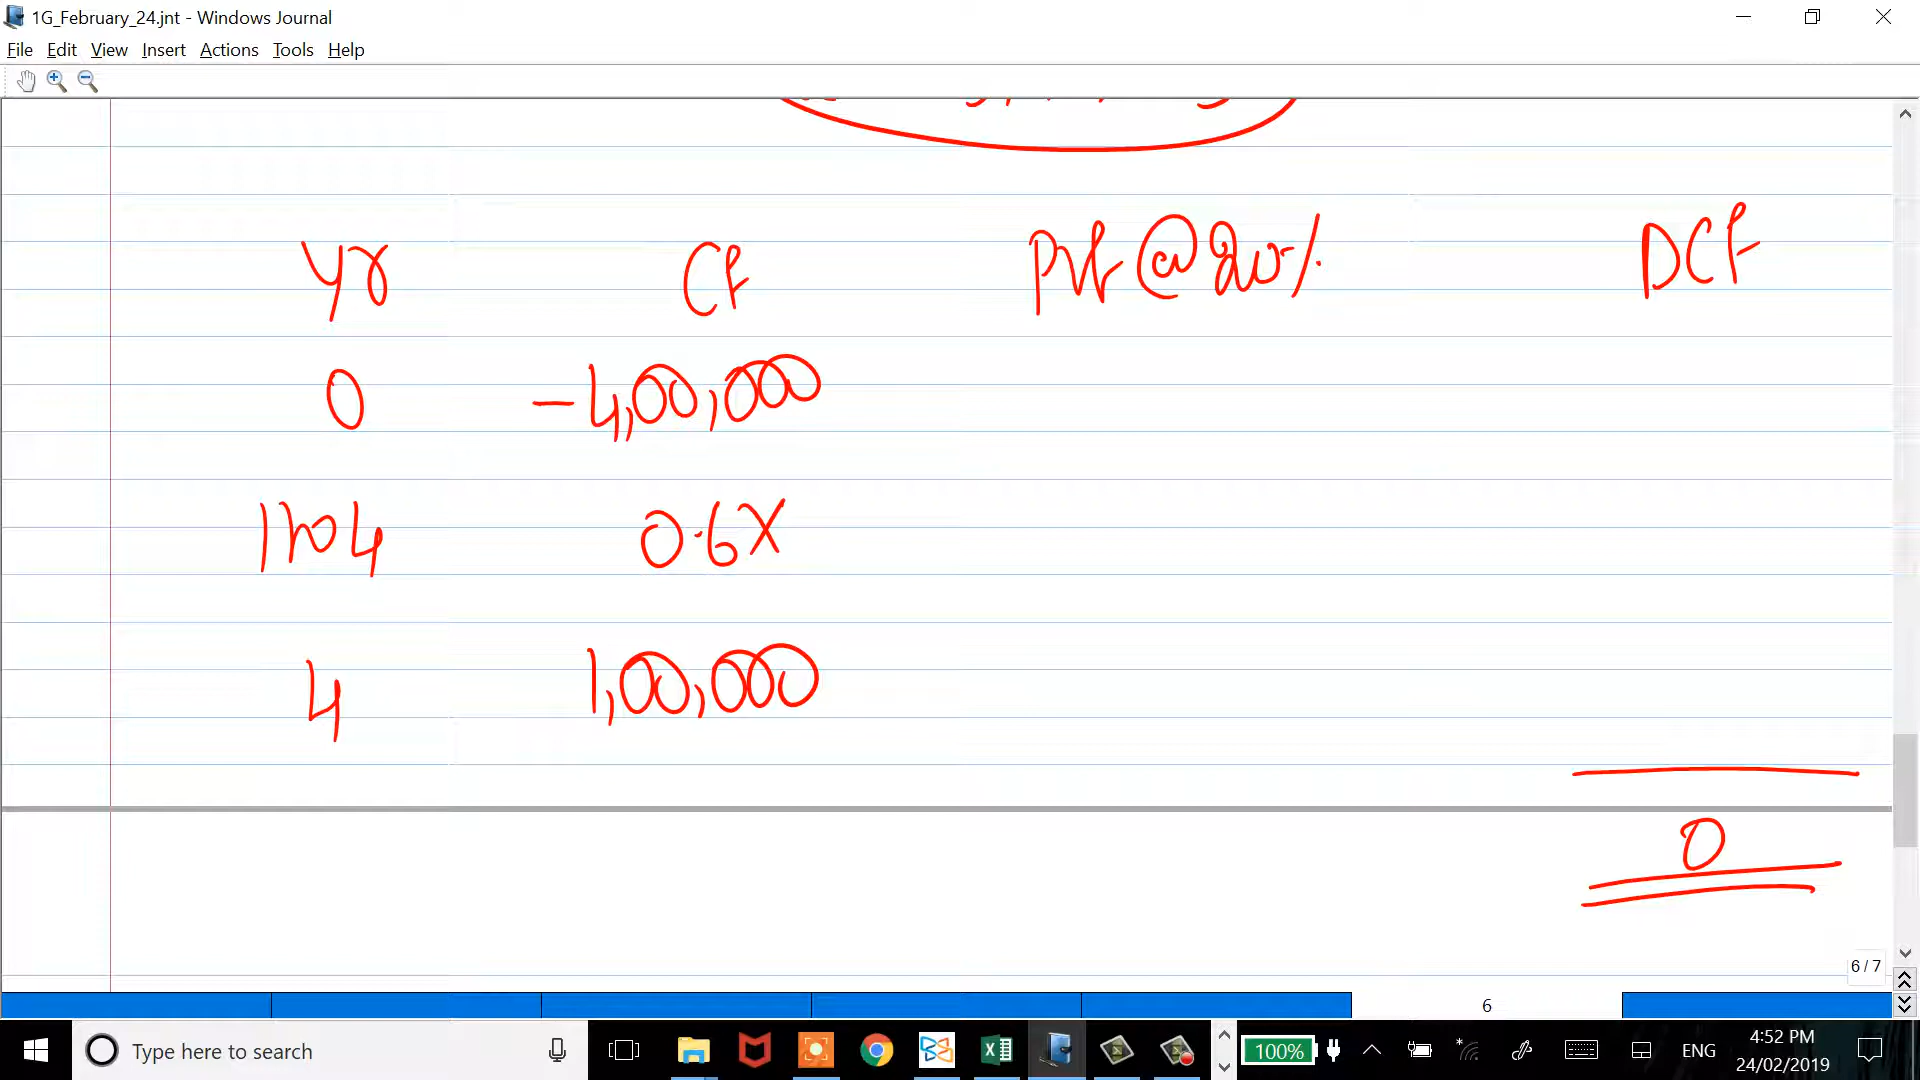 1G_February_24.jnt - Windows Journal
File Edit View Insert Actions Tools Help
Yr CF PVF @ 20% DCF
0 -4,00,000
1 to 4 0.6X
4 1,00,000
0
6 / 7
6
Type here to search 100% ENG 4:52 PM
24/02/2019